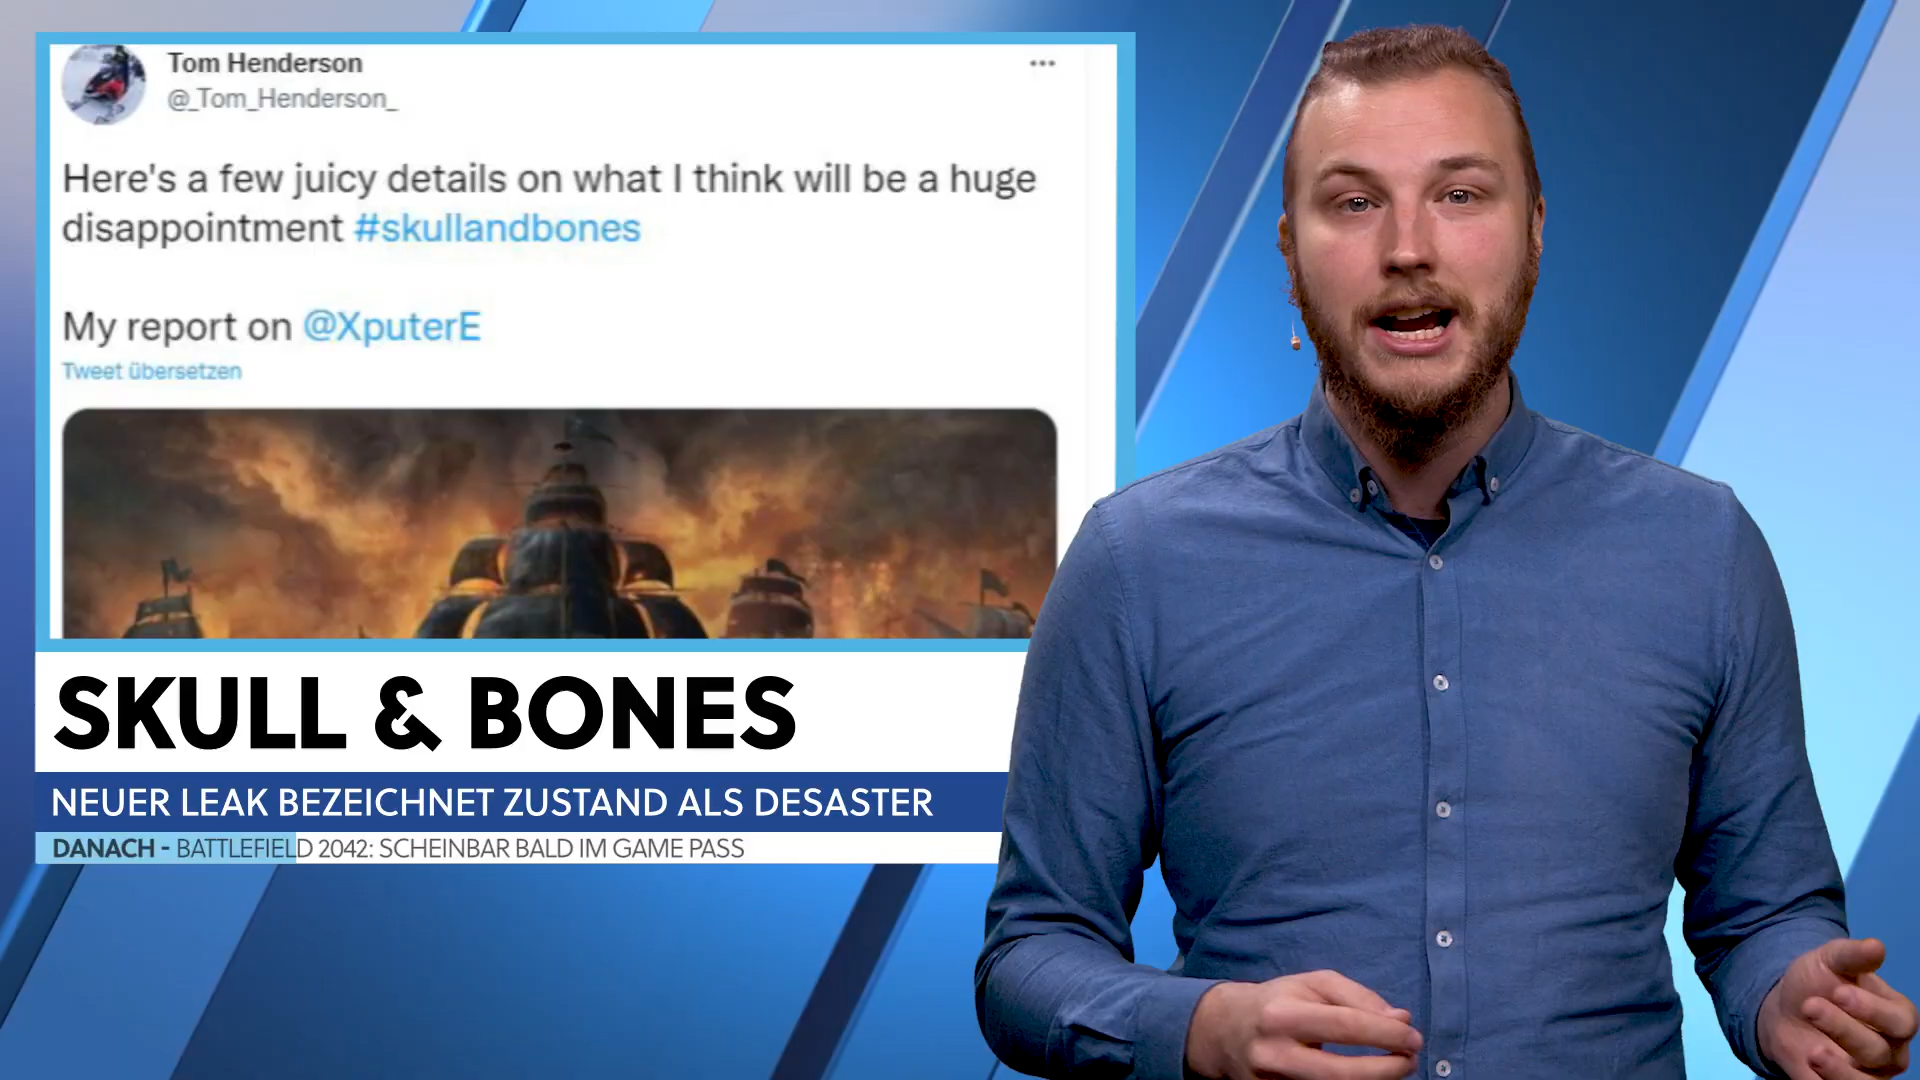 Tom Henderson
@_Tom_Henderson_
Here's a few juicy details on what I think will be a huge
disappointment #skullandbones
My report on @XputerE
Tweet übersetzen
SKULL & BONES
NEUER LEAK BEZEICHNET ZUSTAND ALS DESASTER
DANACH - BATTLEFIELD 2042: SCHEINBAR BALD IM GAME PASS